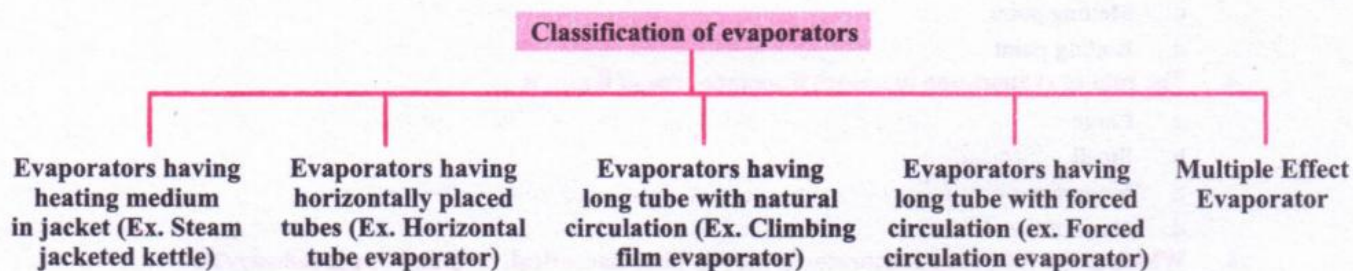 Classification of evaporators
Evaporators having
heating medium
in jacket (Ex. Steam
jacketed kettle)
Evaporators having
horizontally placed
tubes (Ex. Horizontal
tube evaporator)
Evaporators having
long tube with natural
circulation (Ex. Climbing
film evaporator)
Evaporators having
long tube with forced
circulation (ex. Forced
circulation evaporator)
Multiple Effect
Evaporator